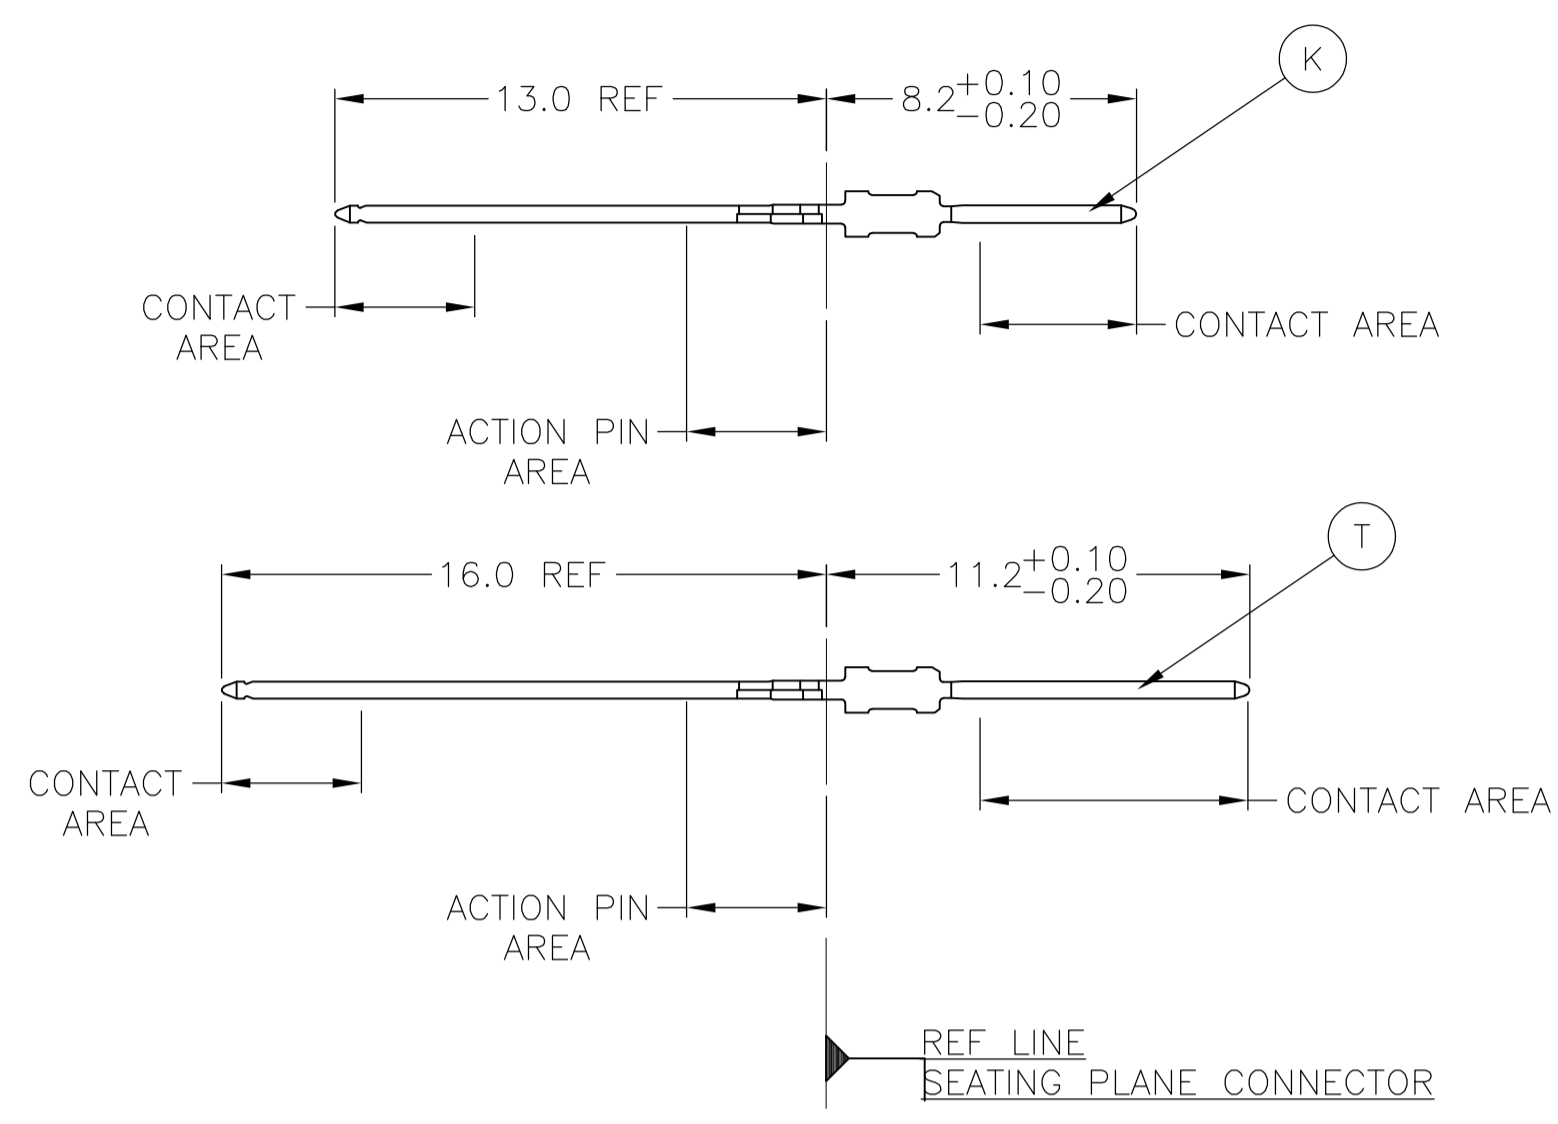 K
13.0 REF
8.2 +0.10
-0.20
CONTACT
AREA
CONTACT AREA
ACTION PIN
AREA
T
16.0 REF
11.2 +0.10
-0.20
CONTACT
AREA
CONTACT AREA
ACTION PIN
AREA
REF LINE
SEATING PLANE CONNECTOR